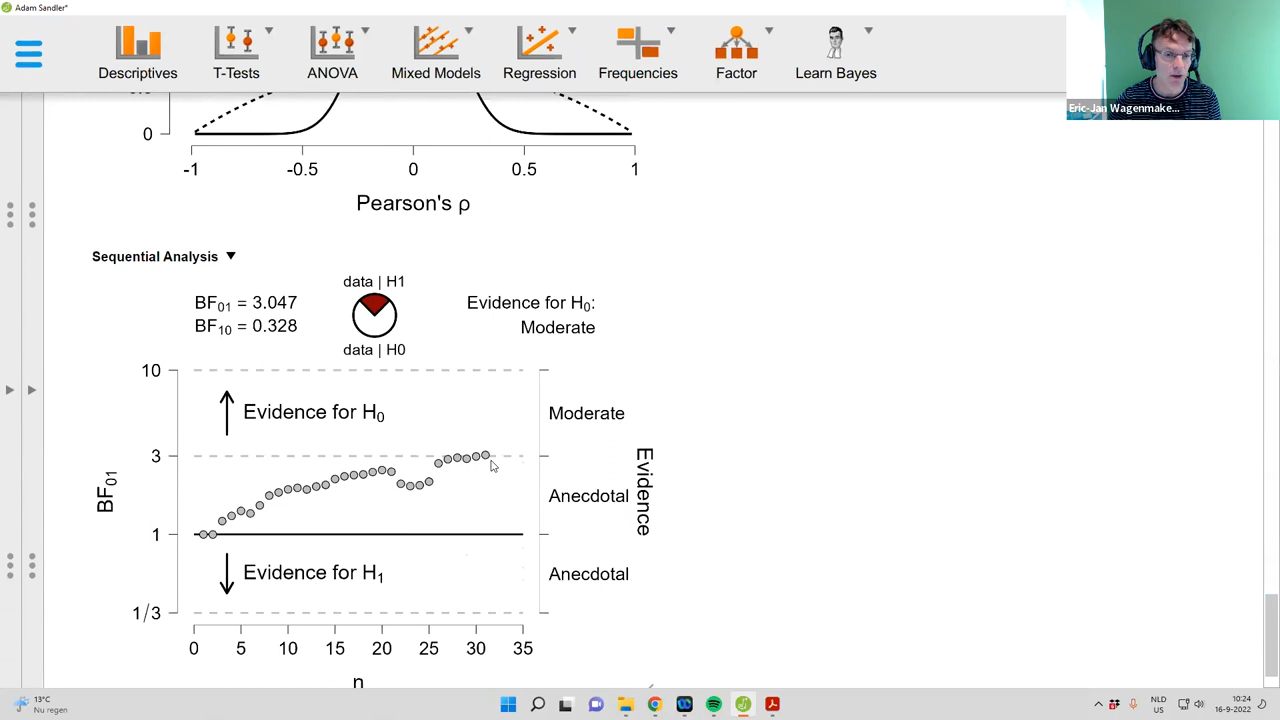 Adam Sandler*
Descriptives
T-Tests
ANOVA
Mixed Models
Regression
Frequencies
Factor
Learn Bayes
Eric-Jan Wagenmake...
0
-1
-0.5
0
0.5
1
Pearson's ρ
Sequential Analysis
data | H1
BF01 = 3.047
BF10 = 0.328
Evidence for H0:
Moderate
data | H0
10
Evidence for H0
Moderate
3
BF01
Anecdotal
Evidence
1
Evidence for H1
Anecdotal
1/3
0
5
10
15
20
25
30
35
n
13°C
Nu regen
NLD
US
10:24
16-9-2022